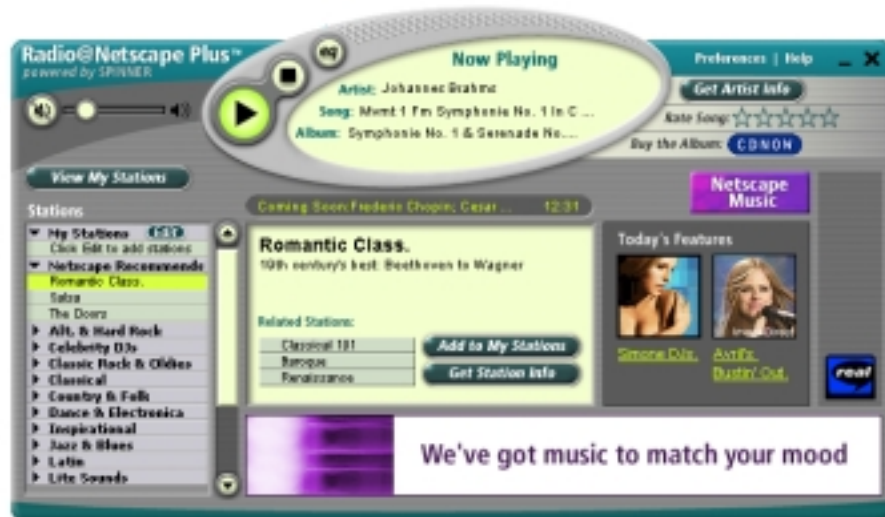 Radio@Netscape Plus™
powered by SPINNER
eq
Now Playing
Artist: Johannes Brahms
Song: Mvmt 1 Fm Symphonie No. 1 In C ...
Album: Symphonie No. 1 & Serenade No....
Preferences | Help
Get Artist Info
Rate Song:
Buy the Album: CDNOW
View My Stations
Stations
My Stations Edit
Click Edit to add stations
Netscape Recommends
Romantic Class.
Salsa
The Doors
Alt. & Hard Rock
Celebrity DJs
Classic Rock & Oldies
Classical
Country & Folk
Dance & Electronica
Inspirational
Jazz & Blues
Latin
Lite Sounds
Coming Soon:Frederic Chopin; Cesar ... 12:31
Romantic Class.
19th century's best: Beethoven to Wagner
Related Stations:
Classical 101
Baroque
Renaissance
Add to My Stations
Get Station Info
Netscape
Music
Today's Features
Simone DJs.
Avril's
Bustin' Out.
real
We've got music to match your mood